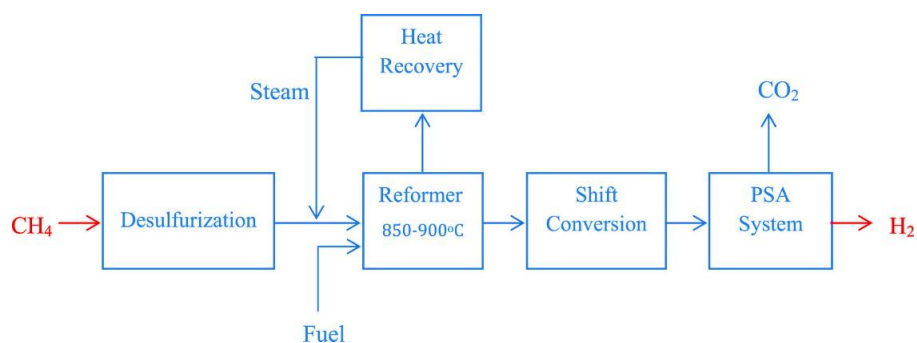 Heat
Recovery
Steam
CO₂
CH₄
Desulfurization
Reformer
850-900°C
Shift
Conversion
PSA
System
H₂
Fuel